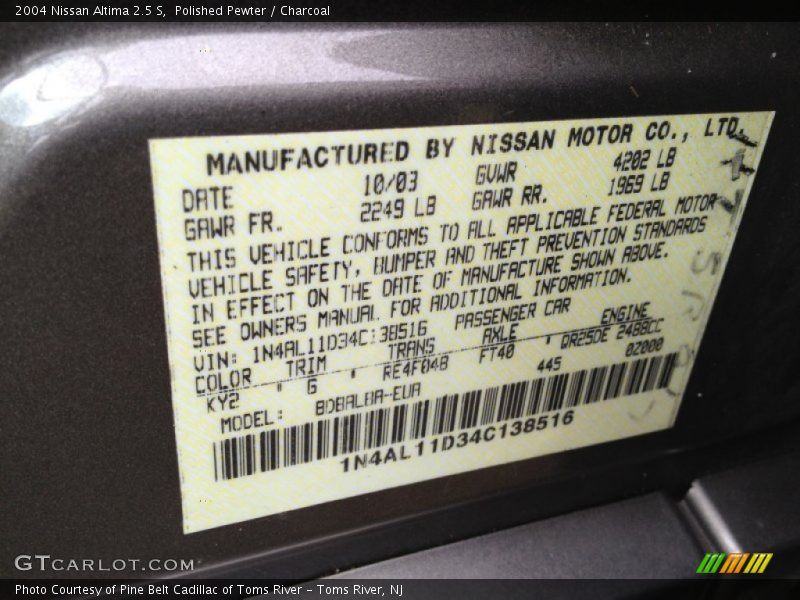 2004 Nissan Altima 2.5 S, Polished Pewter / Charcoal
MANUFACTURED BY NISSAN MOTOR CO., LTD.
DATE 10/03 GVWR 4202 LB
GAWR FR. 2249 LB GAWR RR. 1969 LB
THIS VEHICLE CONFORMS TO ALL APPLICABLE FEDERAL MOTOR
VEHICLE SAFETY, BUMPER AND THEFT PREVENTION STANDARDS
IN EFFECT ON THE DATE OF MANUFACTURE SHOWN ABOVE.
SEE OWNERS MANUAL FOR ADDITIONAL INFORMATION.
VIN: 1N4AL11D34C138516 PASSENGER CAR
COLOR TRIM TRANS AXLE ENGINE
KY2 G RE4F04B FT40 QR25DE 2488CC
MODEL: BDBALBA-EUA 445 0Z000
1N4AL11D34C138516
GTCARLOT.COM
Photo Courtesy of Pine Belt Cadillac of Toms River – Toms River, NJ